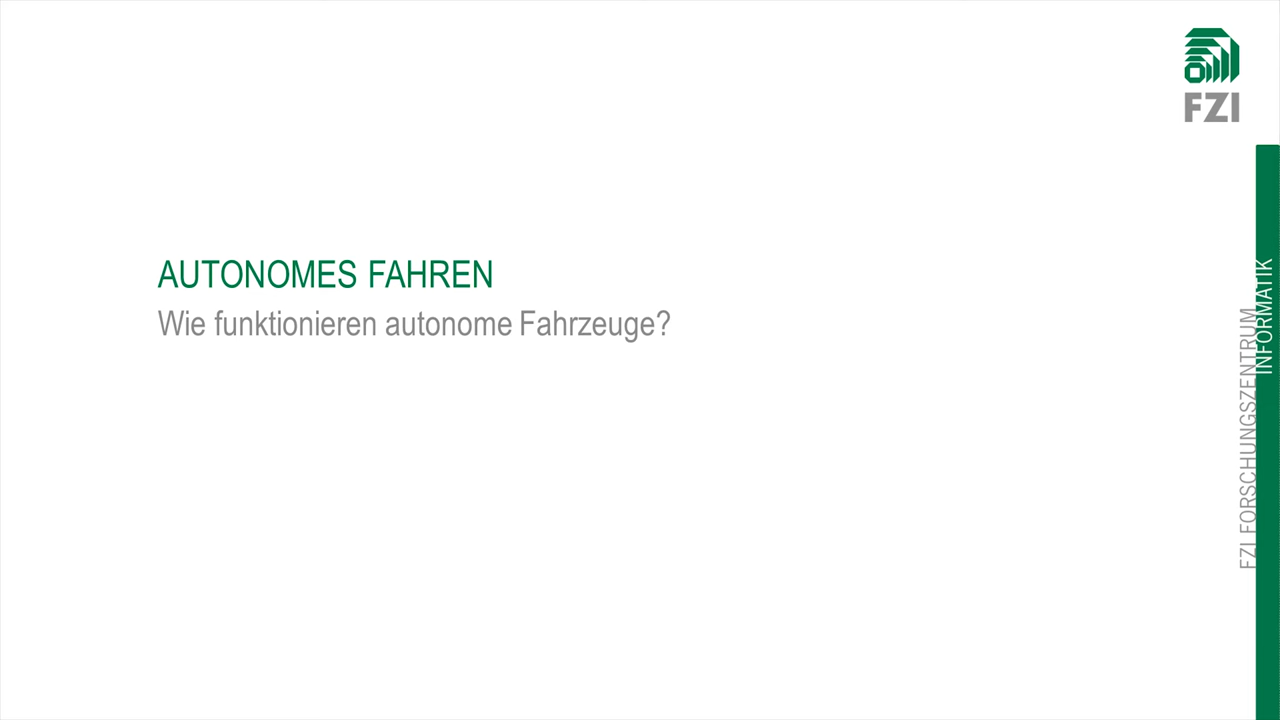 FZI
AUTONOMES FAHREN
Wie funktionieren autonome Fahrzeuge?
FZI FORSCHUNGSZENTRUM
INFORMATIK